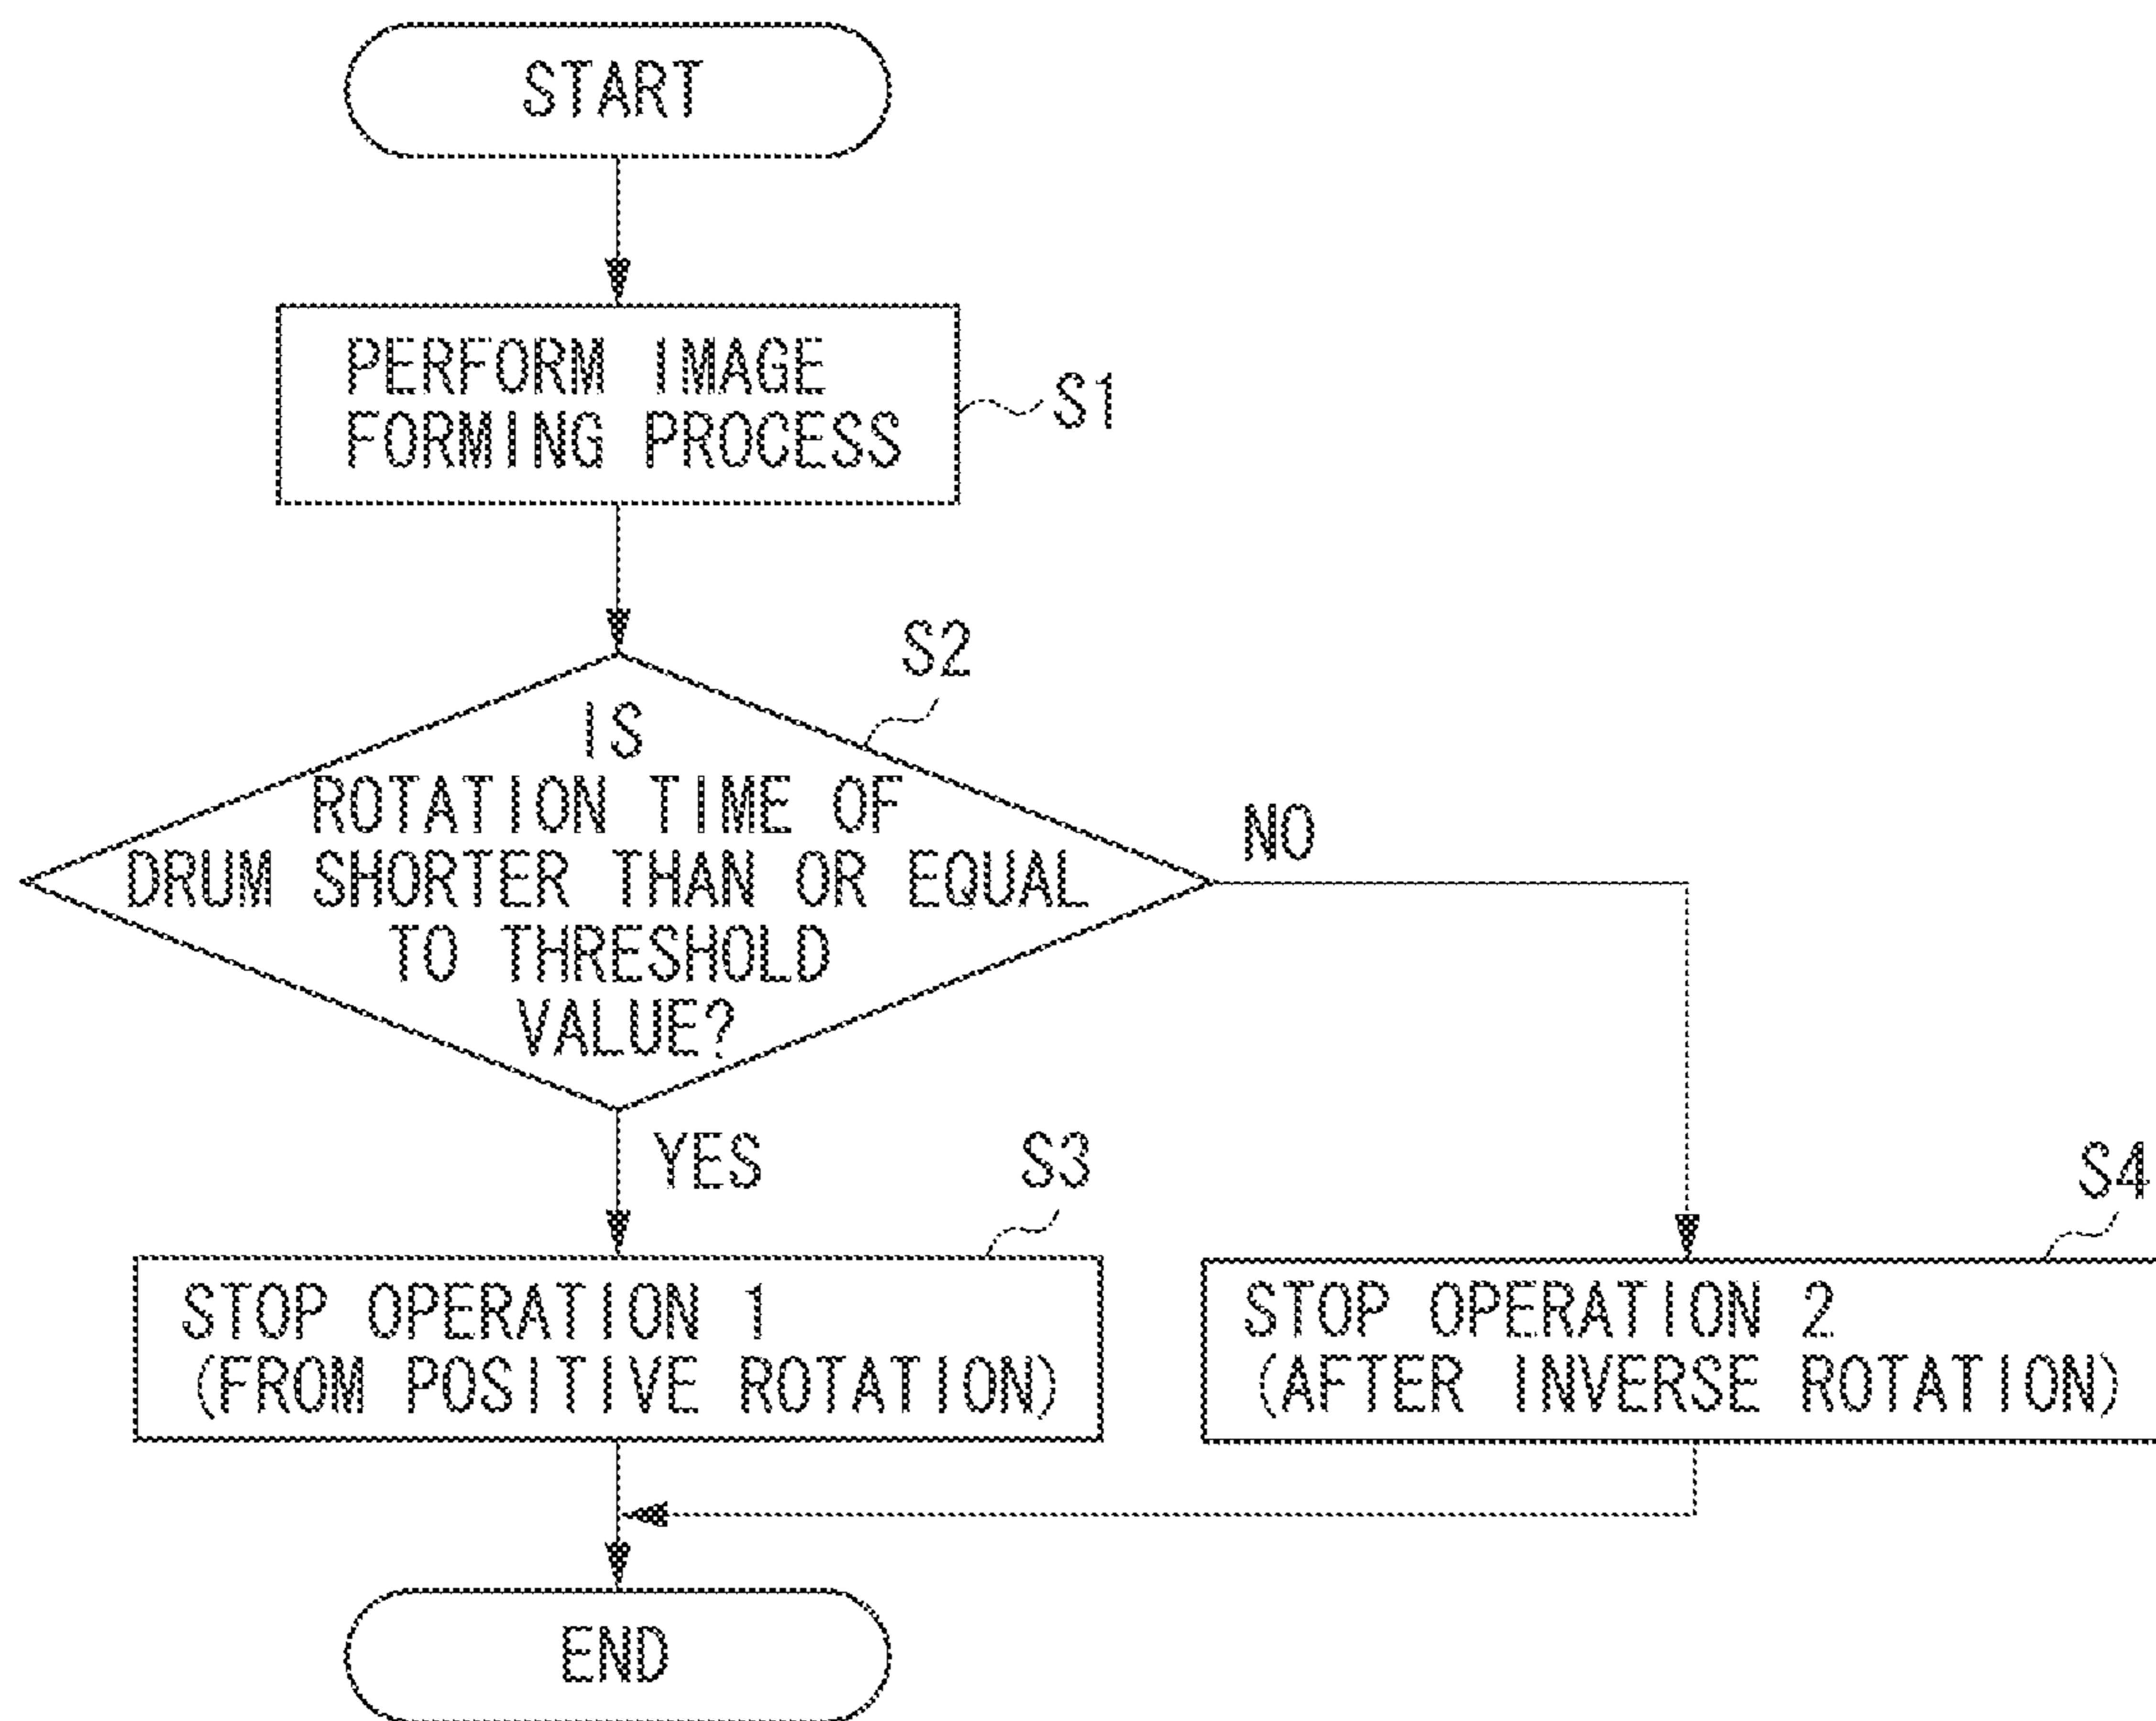 START
PERFORM IMAGE
FORMING PROCESS
S1
S2
IS
ROTATION TIME OF
DRUM SHORTER THAN OR EQUAL
TO THRESHOLD
VALUE?
NO
YES
S3
STOP OPERATION 1
(FROM POSITIVE ROTATION)
S4
STOP OPERATION 2
(AFTER INVERSE ROTATION)
END